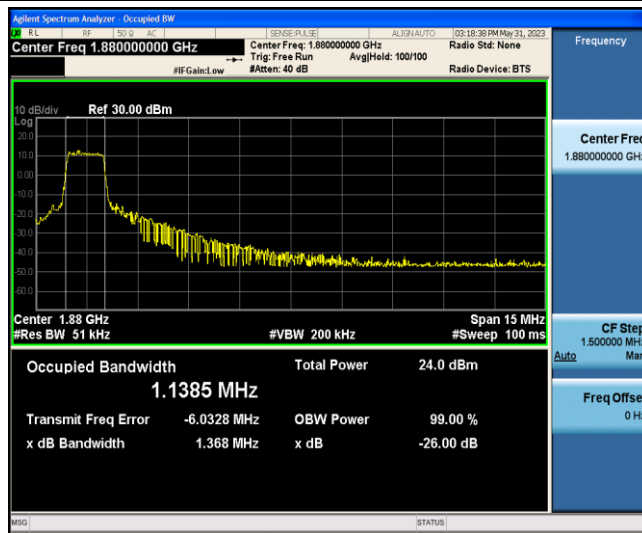 Agilent Spectrum Analyzer - Occupied BW
RL RF 50 Ω AC SENSE:PULSE ALIGNAUTO 03:18:38 PM May 31, 2023
Center Freq 1.880000000 GHz
Center Freq: 1.880000000 GHz
Radio Std: None
Trig: Free Run Avg|Hold: 100/100
#IFGain:Low
#Atten: 40 dB
Radio Device: BTS
Frequency
10 dB/div Ref 30.00 dBm
Log
20.0
10.0
0.00
-10.0
-20.0
-30.0
-40.0
-50.0
-60.0
Center 1.88 GHz Span 15 MHz
#Res BW 51 kHz #VBW 200 kHz #Sweep 100 ms
Occupied Bandwidth Total Power 24.0 dBm
1.1385 MHz
Transmit Freq Error -6.0328 MHz OBW Power 99.00 %
x dB Bandwidth 1.368 MHz x dB -26.00 dB
Center Freq
1.880000000 GHz
CF Step
1.500000 MHz
Auto Man
Freq Offse
0 Hz
MSG STATUS